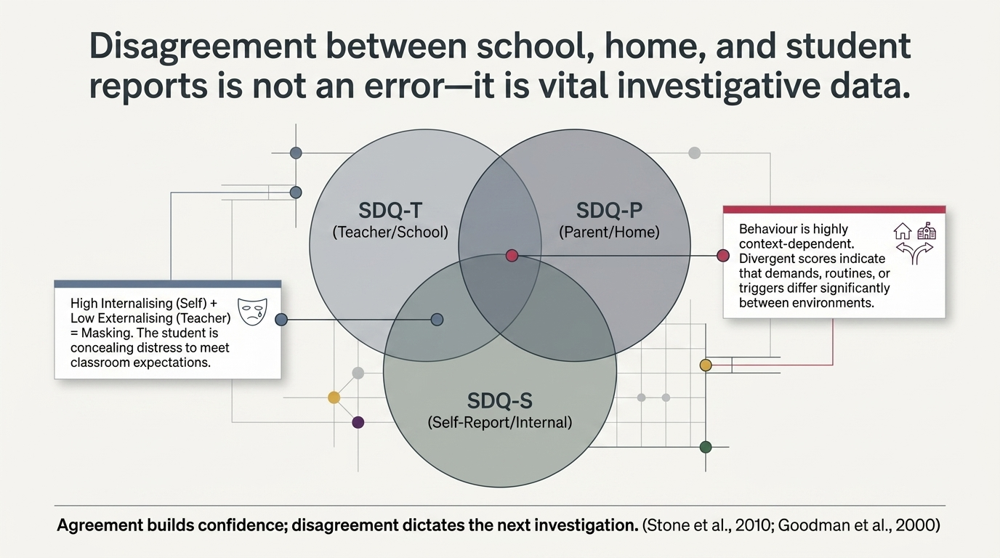 Disagreement between school, home, and student
reports is not an error—it is vital investigative data.
SDQ-T
(Teacher/School)
SDQ-P
(Parent/Home)
Behaviour is highly
context-dependent.
Divergent scores indicate
that demands, routines, or
triggers differ significantly
between environments.
High Internalising (Self) +
Low Externalising (Teacher)
= Masking. The student is
concealing distress to meet
classroom expectations.
SDQ-S
(Self-Report/Internal)
Agreement builds confidence; disagreement dictates the next investigation. (Stone et al., 2010; Goodman et al., 2000)